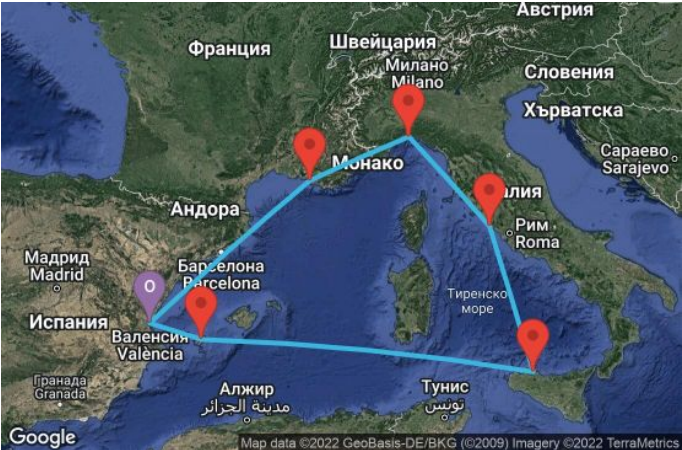 Австрия
Франция
Швейцария
Милано
Milano
Словения
Хърватска
Сараево
Sarajevo
Монако
алия
Андора
Рим
Roma
Мадрид
Madrid
Барселона
Barcelona
O
Тиренско
море
Испания
Валенсия
València
Гранада
Granada
Алжир
مدينة الجزائر
Тунис
تونس
Google
Map data ©2022 GeoBasis-DE/BKG (©2009) Imagery ©2022 TerraMetrics